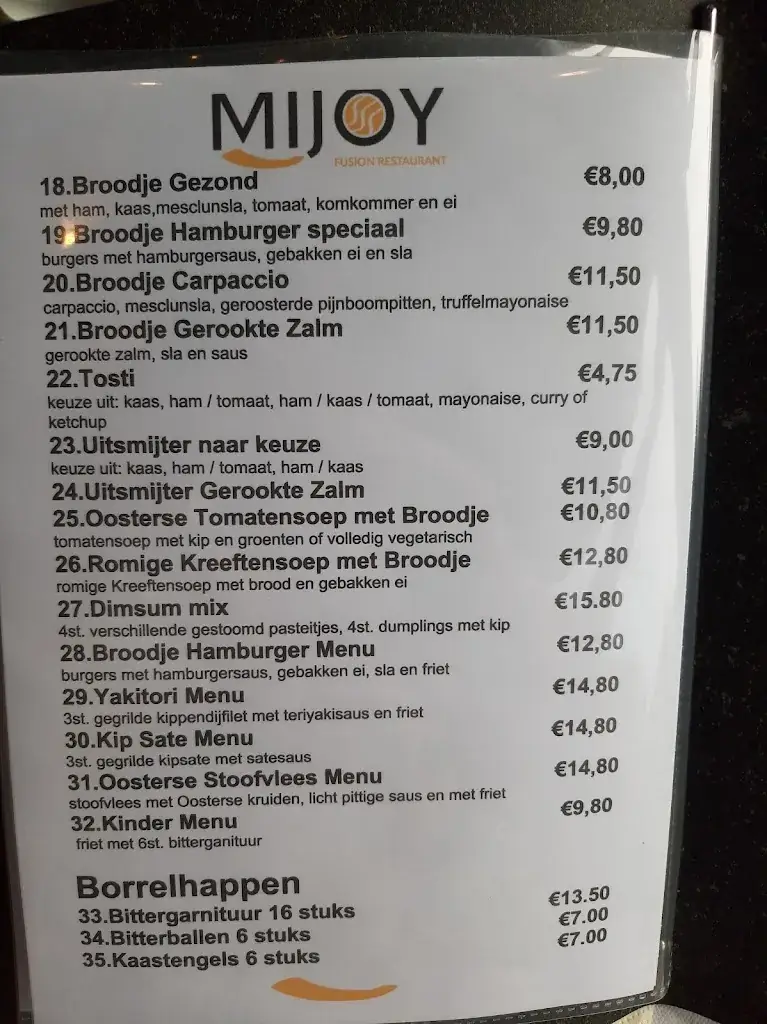 MIJOY
FUSION RESTAURANT
18.Broodje Gezond €8,00
met ham, kaas,mesclunsla, tomaat, komkommer en ei
19.Broodje Hamburger speciaal €9,80
burgers met hamburgersaus, gebakken ei en sla
20.Broodje Carpaccio €11,50
carpaccio, mesclunsla, geroosterde pijnboompitten, truffelmayonaise
21.Broodje Gerookte Zalm €11,50
gerookte zalm, sla en saus
22.Tosti €4,75
keuze uit: kaas, ham / tomaat, ham / kaas / tomaat, mayonaise, curry of
ketchup
23.Uitsmijter naar keuze €9,00
keuze uit: kaas, ham / tomaat, ham / kaas
24.Uitsmijter Gerookte Zalm €11,50
25.Oosterse Tomatensoep met Broodje €10,80
tomatensoep met kip en groenten of volledig vegetarisch
26.Romige Kreeftensoep met Broodje €12,80
romige Kreeftensoep met brood en gebakken ei
27.Dimsum mix €15.80
4st. verschillende gestoomd pasteitjes, 4st. dumplings met kip
28.Broodje Hamburger Menu €12,80
burgers met hamburgersaus, gebakken ei, sla en friet
29.Yakitori Menu €14,80
3st. gegrilde kippendijfilet met teriyakisaus en friet
30.Kip Sate Menu €14,80
3st. gegrilde kipsate met satesaus
31.Oosterse Stoofvlees Menu €14,80
stoofvlees met Oosterse kruiden, licht pittige saus en met friet
32.Kinder Menu €9,80
friet met 6st. bitterganituur
Borrelhappen
33.Bittergarnituur 16 stuks €13.50
34.Bitterballen 6 stuks €7.00
35.Kaastengels 6 stuks €7.00